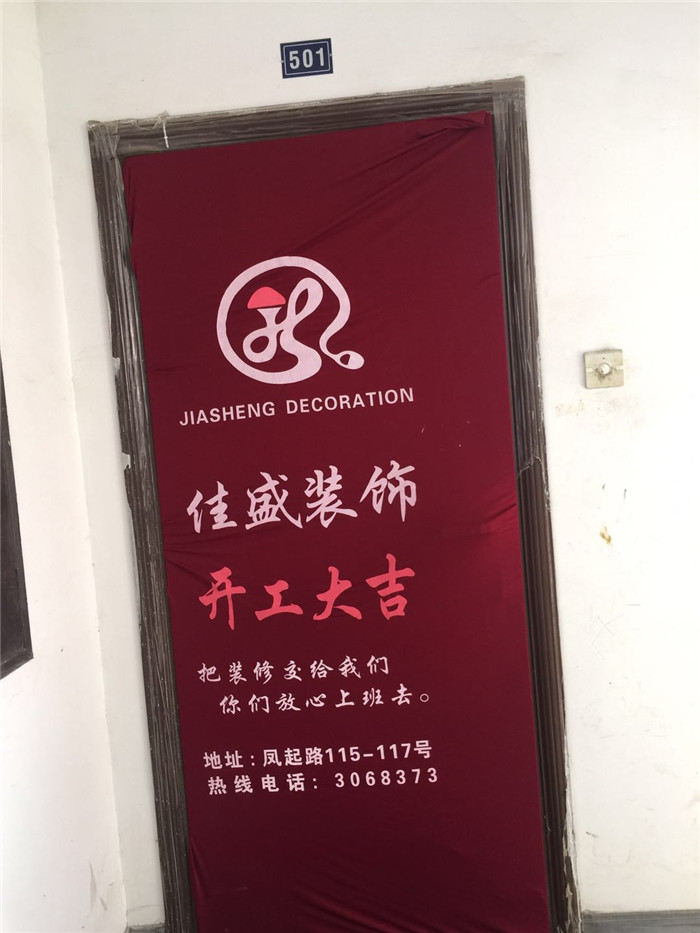 501
JIASHENG DECORATION
佳盛装饰
开工大吉
把装修交给我们
你们放心上班去。
地址：凤起路115-117号
热线电话：3068373